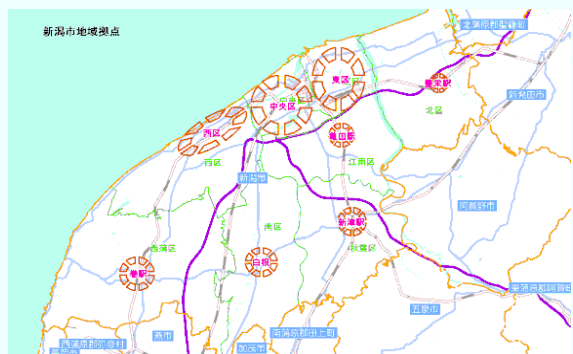 新潟市地域拠点
北蒲原郡聖籠町
東区
豊栄駅
新発田市
中央区
北区
西区
亀田駅
西区
江南区
新潟市
阿賀野市
南区
新津駅
西蒲区
秋葉区
巻駅
白根
東蒲原郡阿賀町
五泉市
燕市
南蒲原郡田上町
西蒲原郡弥彦村
加茂市